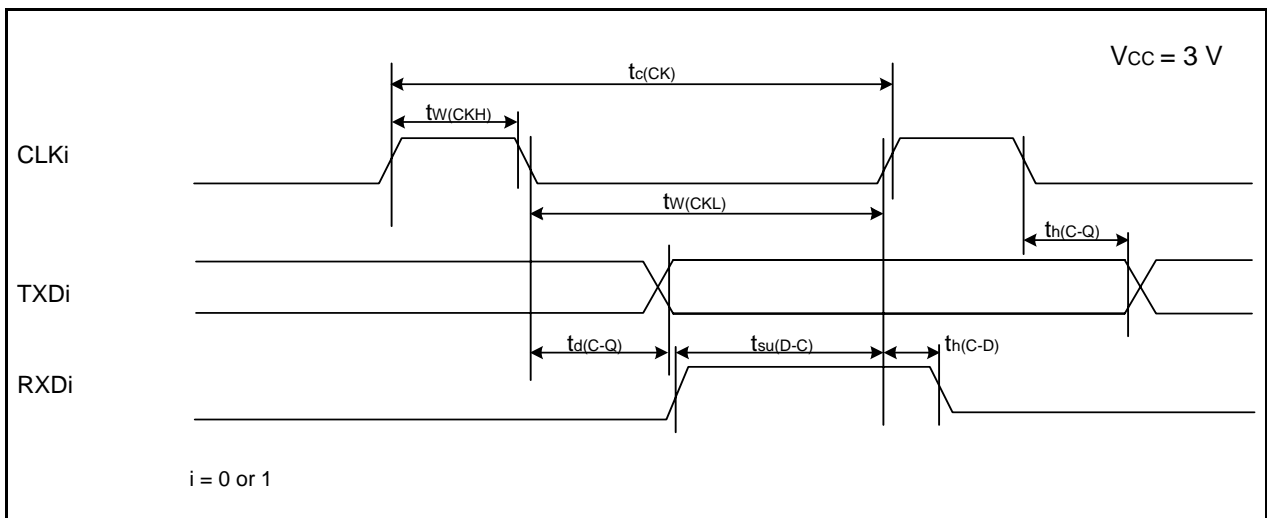 VCC = 3 V
tc(CK)
tW(CKH)
CLKi
tW(CKL)
th(C-Q)
TXDi
td(C-Q)
tsu(D-C)
th(C-D)
RXDi
i = 0 or 1